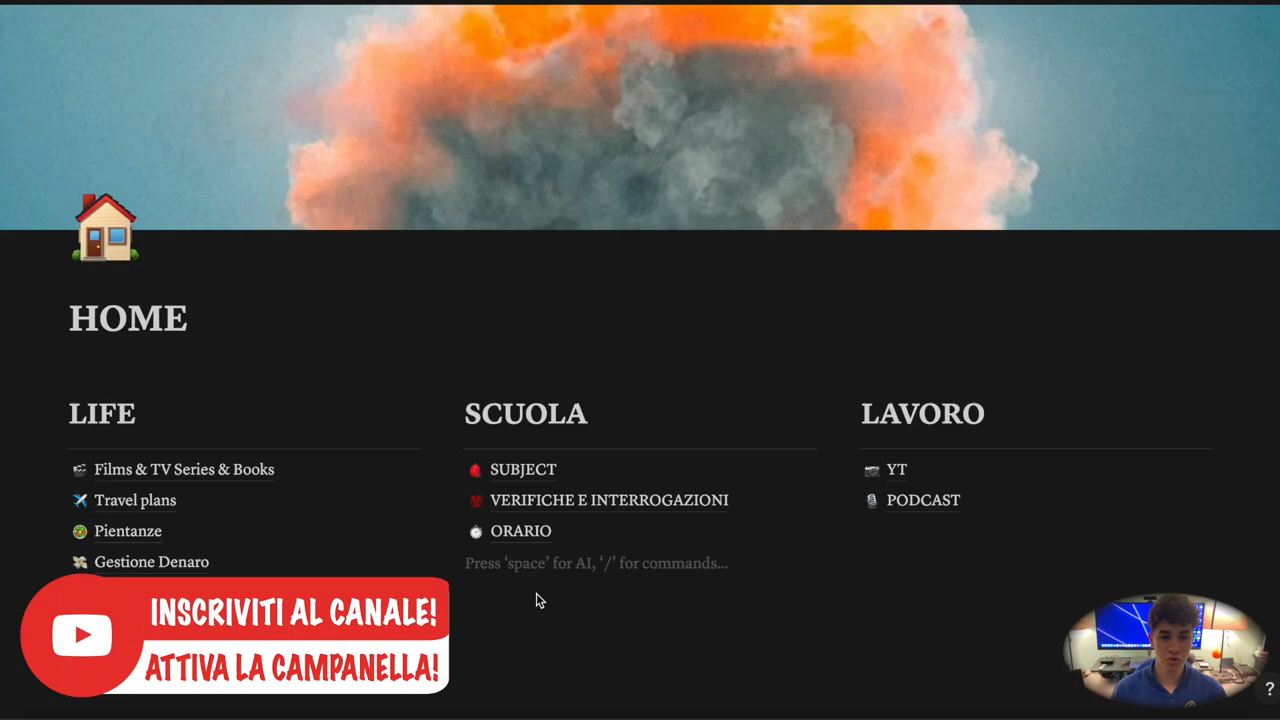 HOME
LIFE
Films & TV Series & Books
Travel plans
Pientanze
Gestione Denaro
SCUOLA
SUBJECT
VERIFICHE E INTERROGAZIONI
ORARIO
Press ‘space’ for AI, ‘/’ for commands...
LAVORO
YT
PODCAST
INSCRIVITI AL CANALE!
ATTIVA LA CAMPANELLA!
?